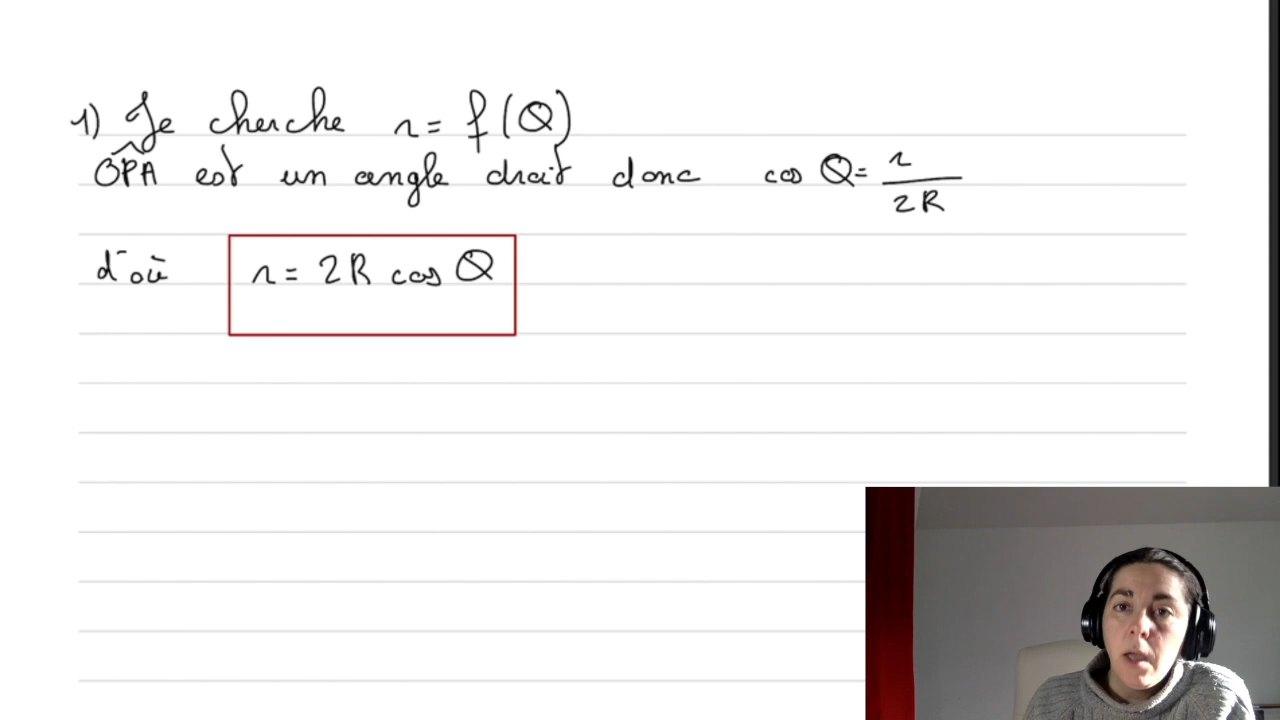 1) Je cherche r = f(θ)
OPA est un angle droit donc cos θ = r / 2R
d'où r = 2R cos θ